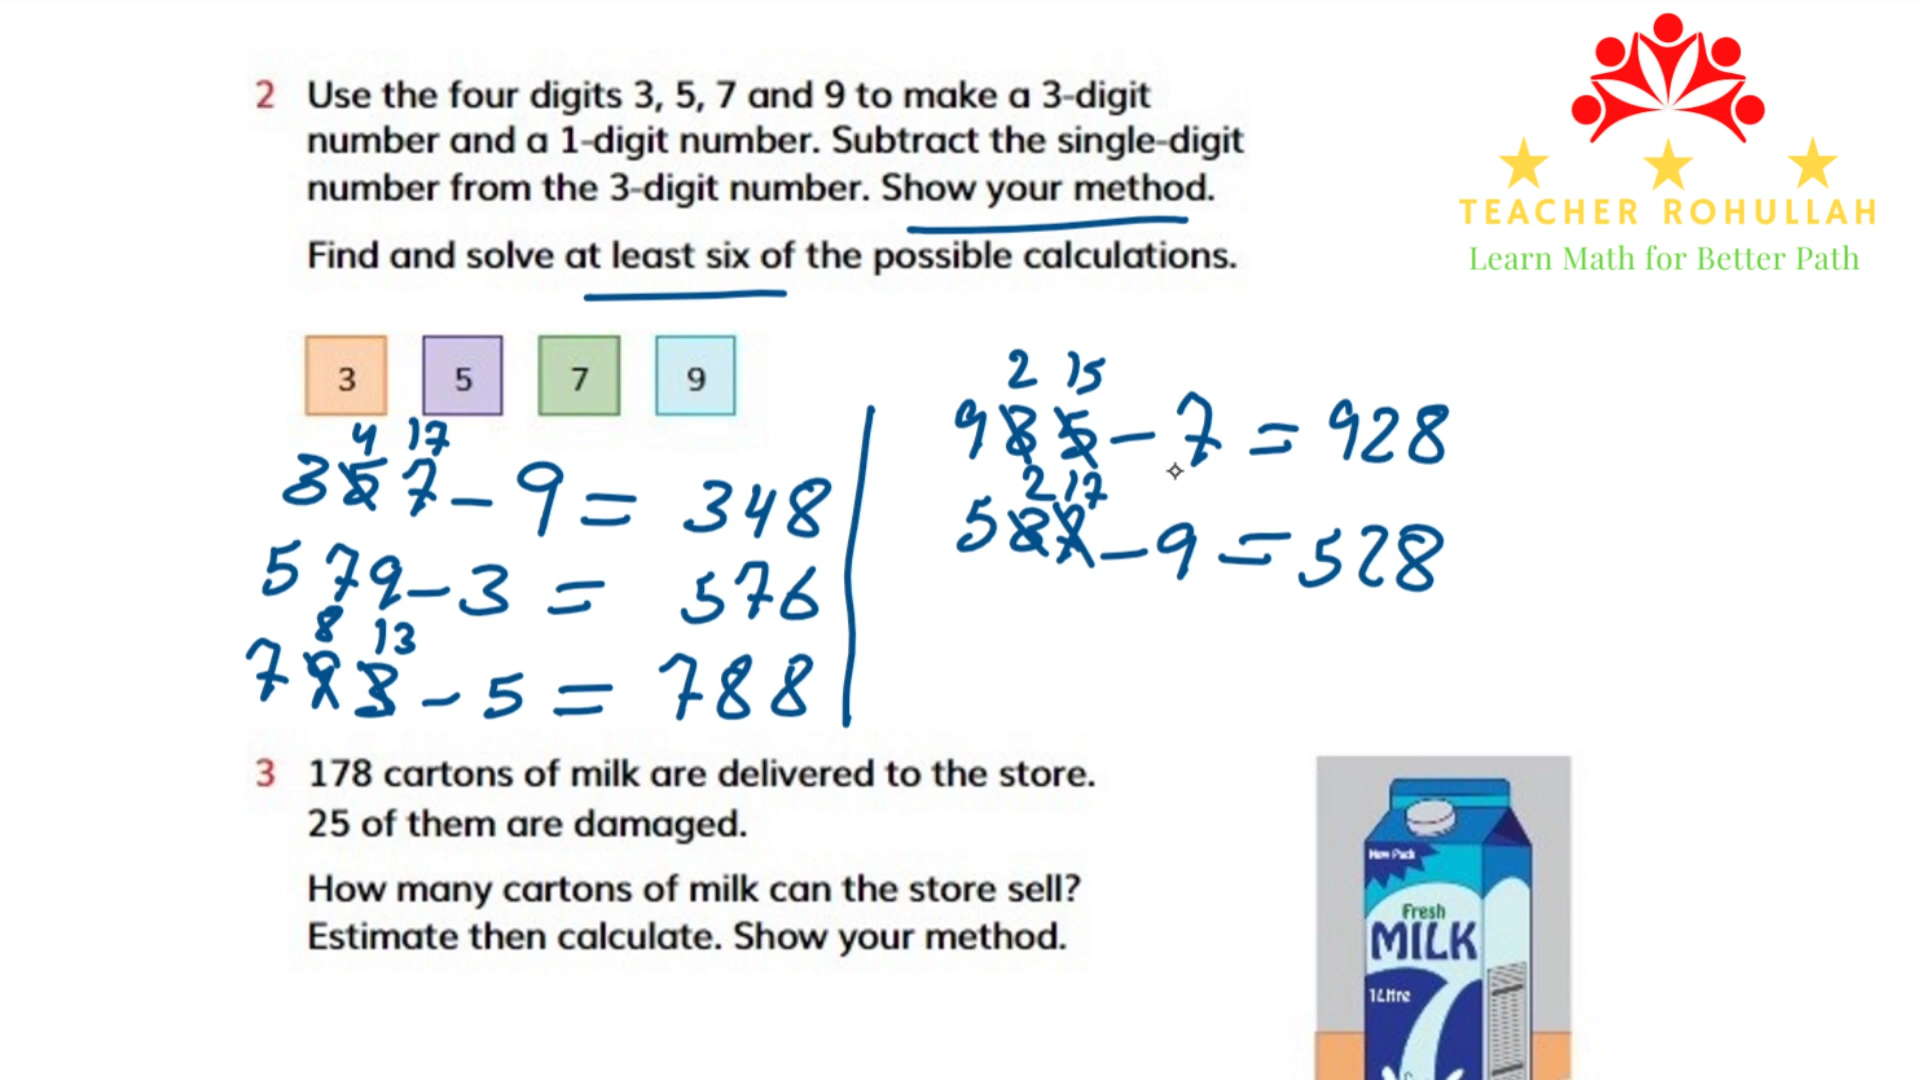 2 Use the four digits 3, 5, 7 and 9 to make a 3-digit
number and a 1-digit number. Subtract the single-digit
number from the 3-digit number. Show your method.
Find and solve at least six of the possible calculations.
3 5 7 9
4 17
357 - 9 = 348
579 - 3 = 576
8 13
793 - 5 = 788
2 15
935 - 7 = 928
2 17
537 - 9 = 528
3 178 cartons of milk are delivered to the store.
25 of them are damaged.
How many cartons of milk can the store sell?
Estimate then calculate. Show your method.
TEACHER ROHULLAH
Learn Math for Better Path
New Pack
Fresh
MILK
1 Litre